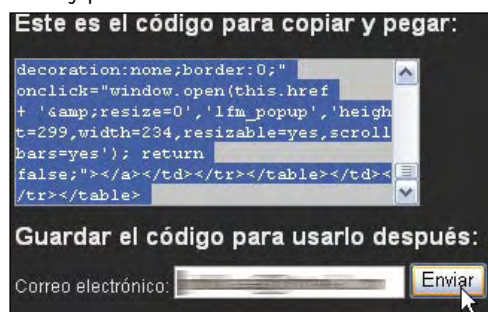 Este es el código para copiar y pegar:
decoration:none;border:0;"
onclick="window.open(this.href
+ '&amp;resize=0','lfm_popup','heigh
t=299,width=234,resizable=yes,scroll
bars=yes'); return
false;"></a></td></tr></table></td><
/tr></table>
Guardar el código para usarlo después:
Correo electrónico: Enviar